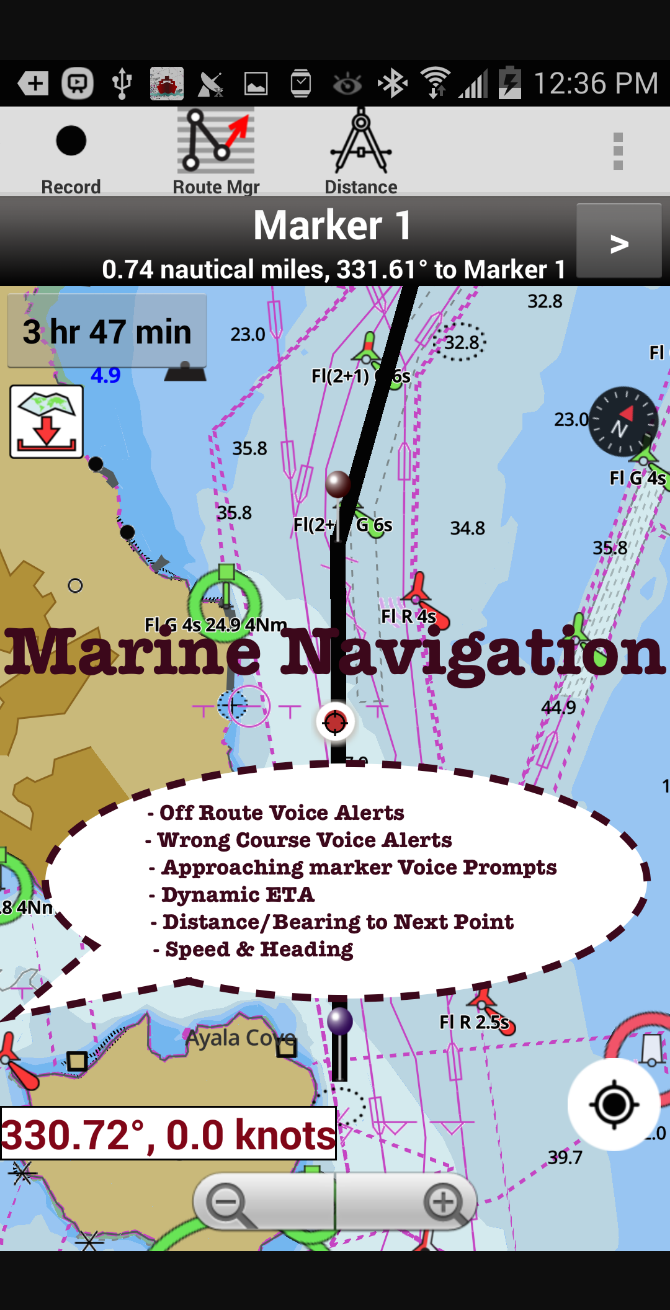 12:36 PM
Record
Route Mgr
Distance
Marker 1
0.74 nautical miles, 331.61° to Marker 1
>
3 hr 47 min
32.8
23.0
32.8
Fl
4.9
Fl(2+1) 6s
23.0
N
35.8
Fl G 4s
35.8
Fl(2+ G 6s
34.8
35.8
Fl G 4s 24.9 4Nm
Fl R 4s
Marine Navigation
44.9
- Off Route Voice Alerts
- Wrong Course Voice Alerts
- Approaching marker Voice Prompts
- Dynamic ETA
- Distance/Bearing to Next Point
- Speed & Heading
.8 4Nn
Fl R 2.5s
Ayala Cove
330.72°, 0.0 knots
39.7